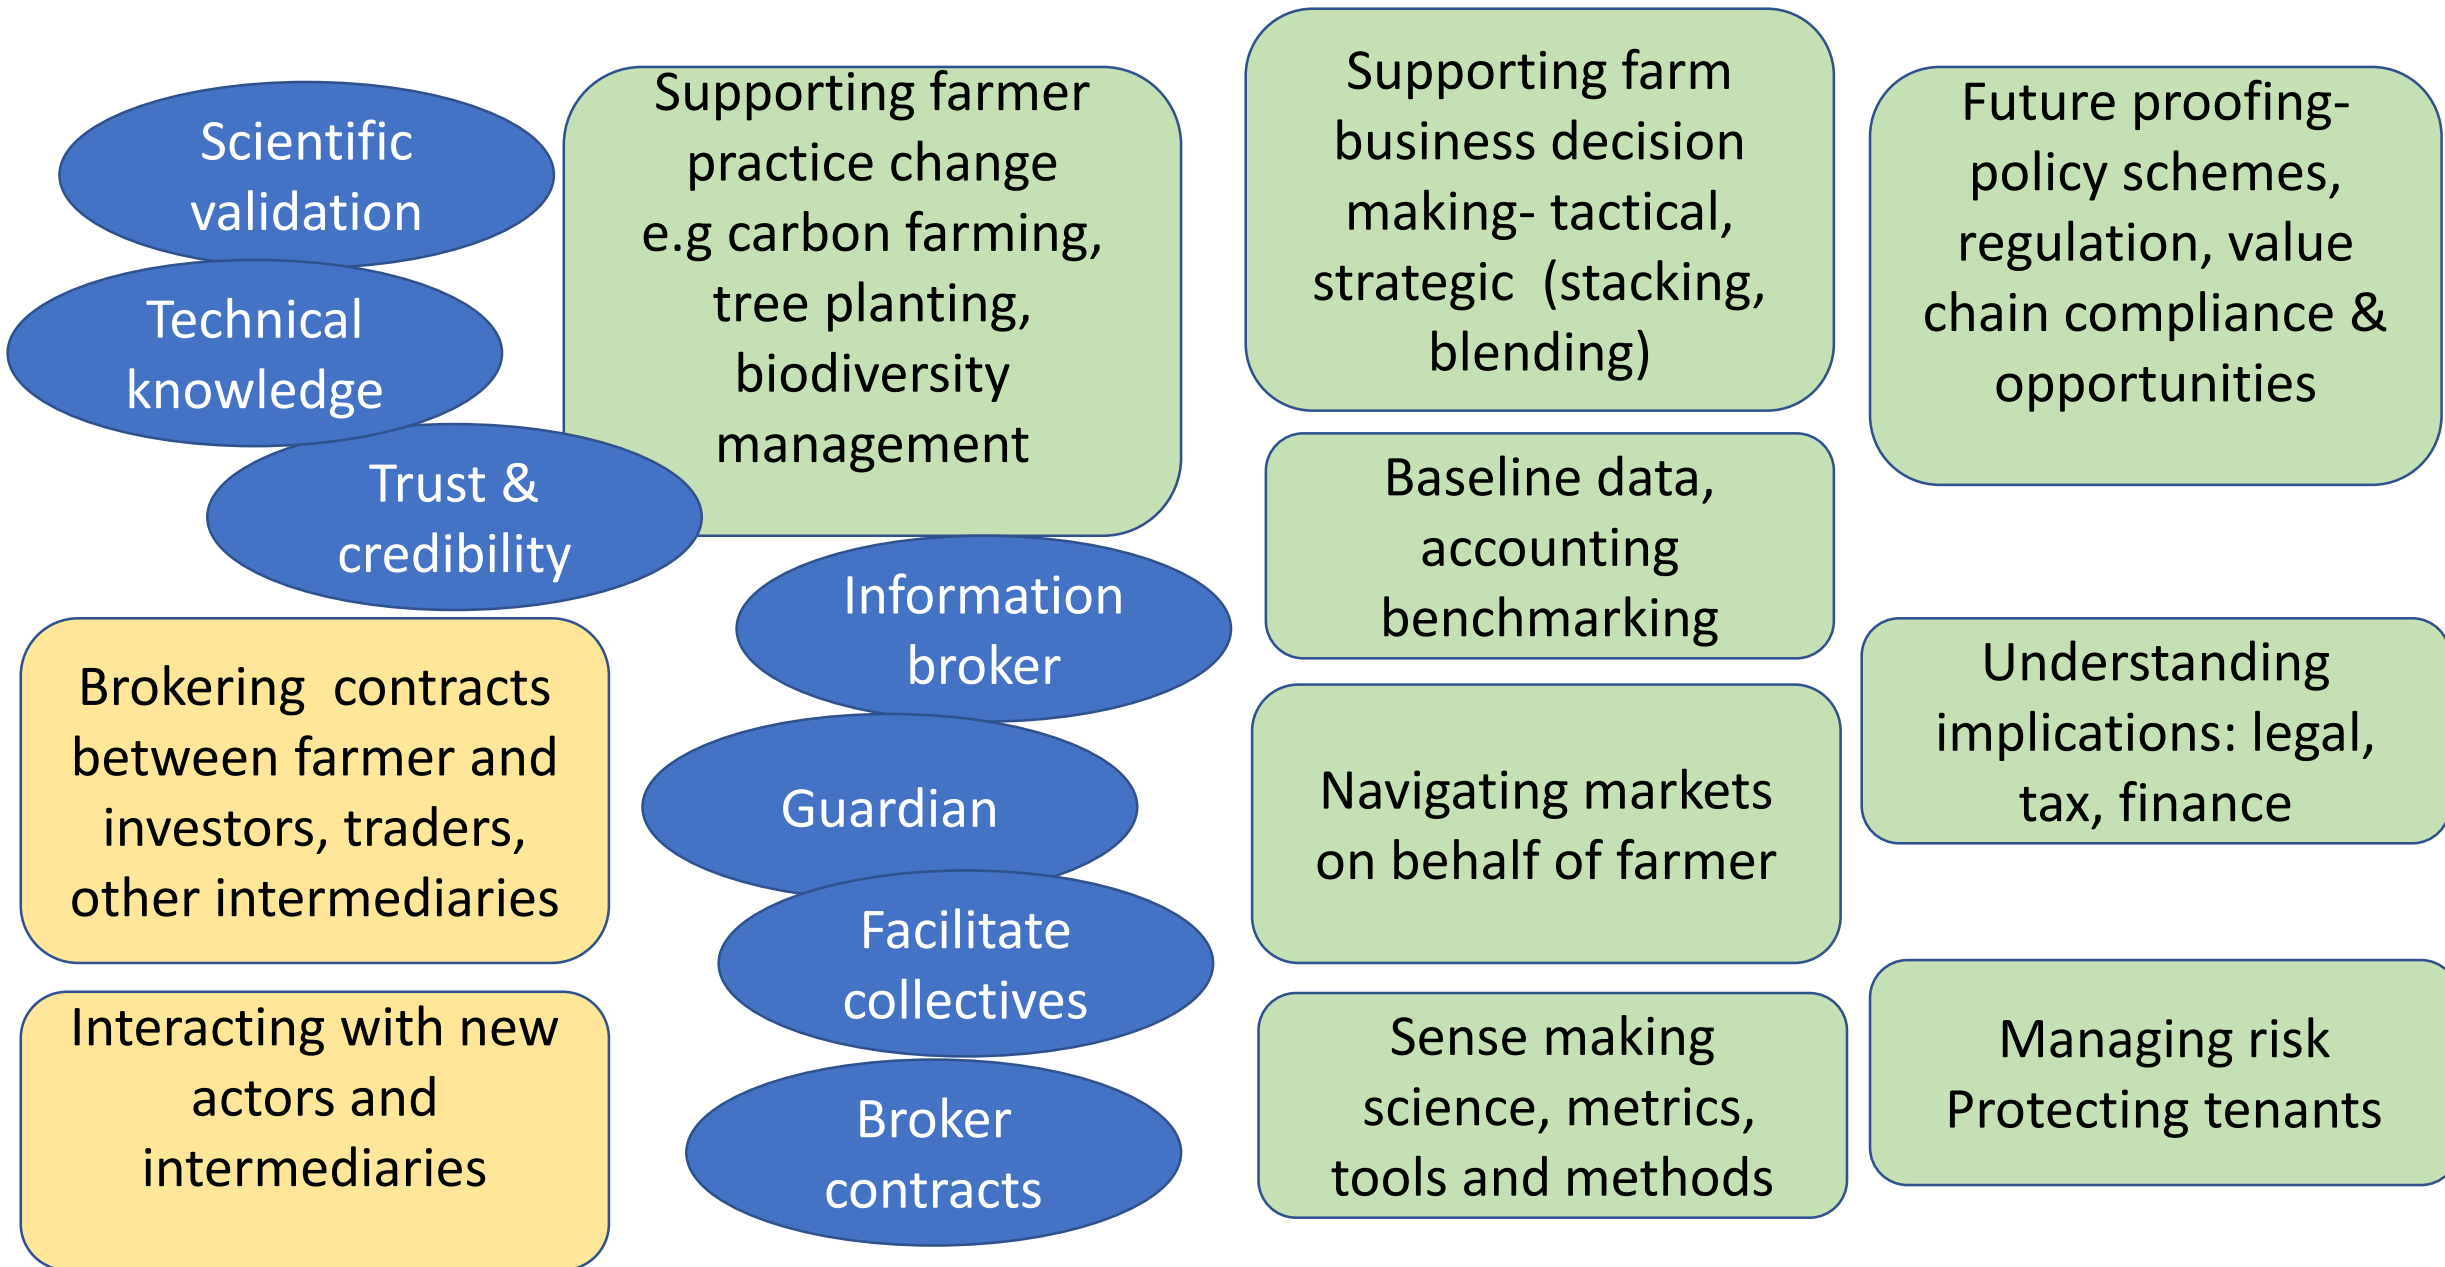 Scientific
validation
Technical
knowledge
Trust &
credibility
Supporting farmer
practice change
e.g carbon farming,
tree planting,
biodiversity
management
Supporting farm
business decision
making- tactical,
strategic  (stacking,
blending)
Future proofing-
policy schemes,
regulation, value
chain compliance &
opportunities
Baseline data,
accounting
benchmarking
Information
broker
Brokering  contracts
between farmer and
investors, traders,
other intermediaries
Understanding
implications: legal,
tax, finance
Guardian
Navigating markets
on behalf of farmer
Facilitate
collectives
Interacting with new
actors and
intermediaries
Broker
contracts
Sense making
science, metrics,
tools and methods
Managing risk
Protecting tenants